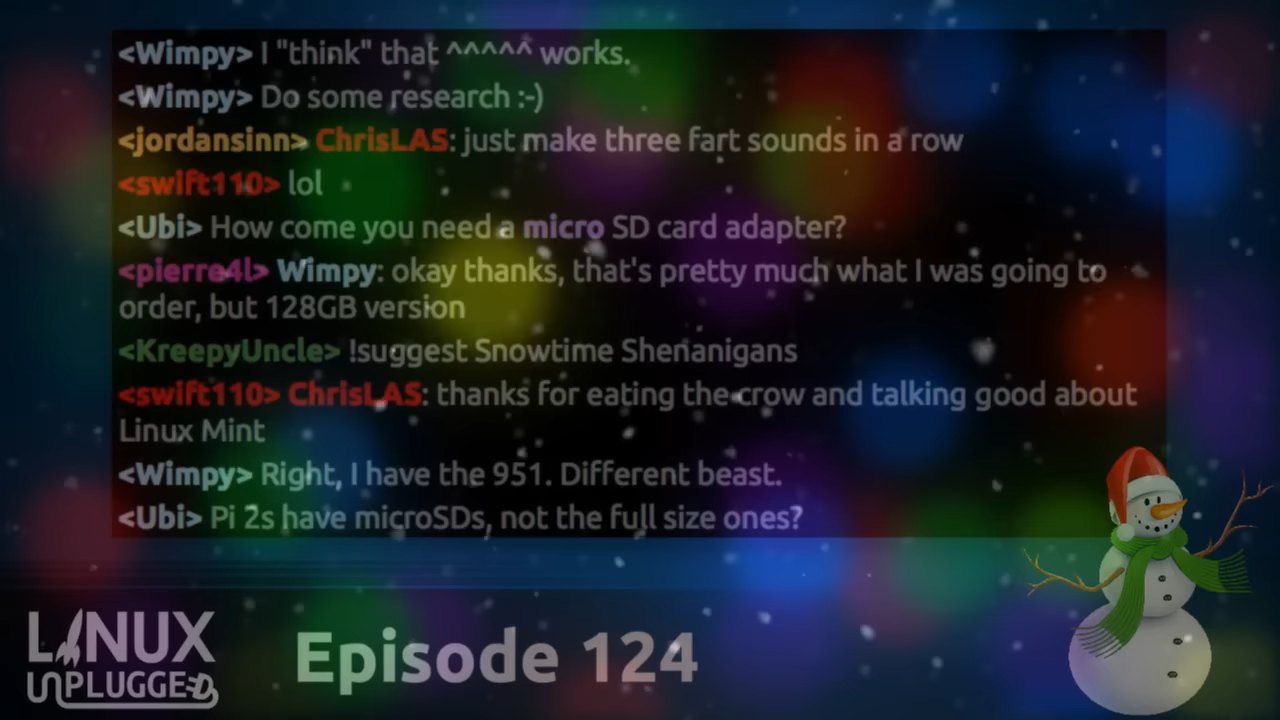 <Wimpy> I "think" that ^^^^^ works.
<Wimpy> Do some research :-)
<jordansinn> ChrisLAS: just make three fart sounds in a row
<swift110> lol
<Ubi> How come you need a micro SD card adapter?
<pierre4l> Wimpy: okay thanks, that's pretty much what I was going to
order, but 128GB version
<KreepyUncle> !suggest Snowtime Shenanigans
<swift110> ChrisLAS: thanks for eating the crow and talking good about
Linux Mint
<Wimpy> Right, I have the 951. Different beast.
<Ubi> Pi 2s have microSDs, not the full size ones?
LINUX
UNPLUGGED
Episode 124